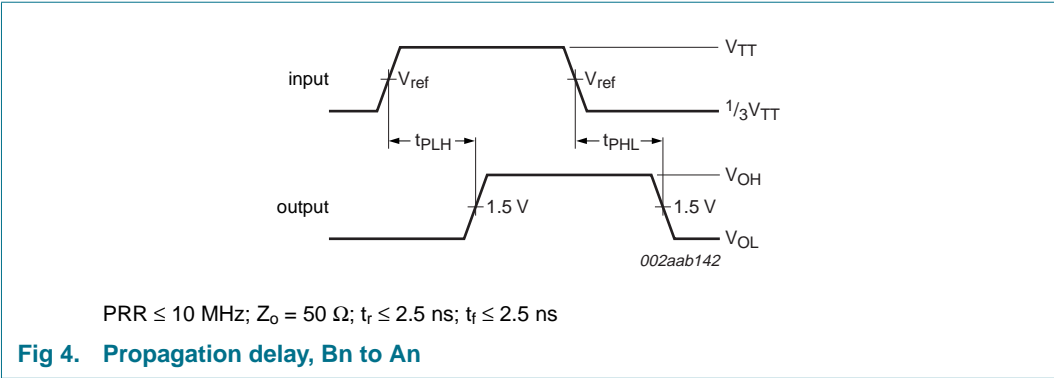 V_TT
input
V_ref
V_ref
1/3V_TT
t_PLH
t_PHL
V_OH
output
1.5 V
1.5 V
V_OL
002aab142
PRR ≤ 10 MHz; Z_o = 50 Ω; t_r ≤ 2.5 ns; t_f ≤ 2.5 ns
Fig 4. Propagation delay, Bn to An